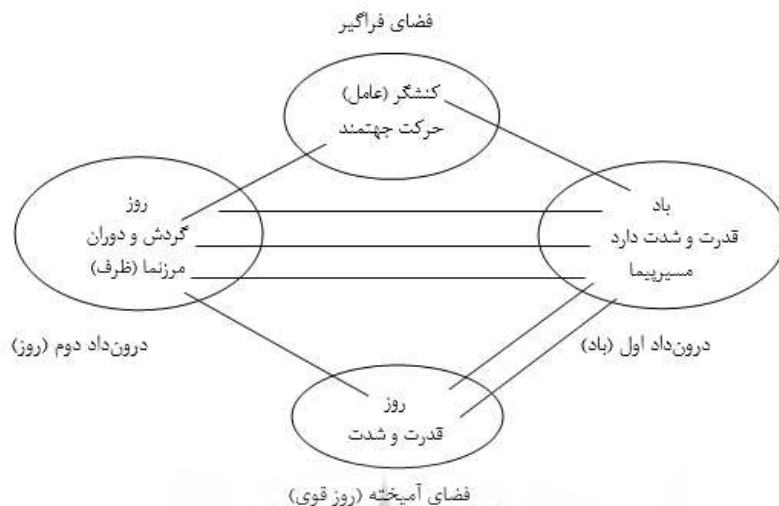 فضای فراگیر
کنشگر (عامل)
حرکت جهتمند
باد
قدرت و شدت دارد
مسیرپیما
روز
گردش و دوران
مرزنما (ظرف)
درون‌داد اول (باد)
درون‌داد دوم (روز)
روز
قدرت و شدت
فضای آمیخته (روز قوی)